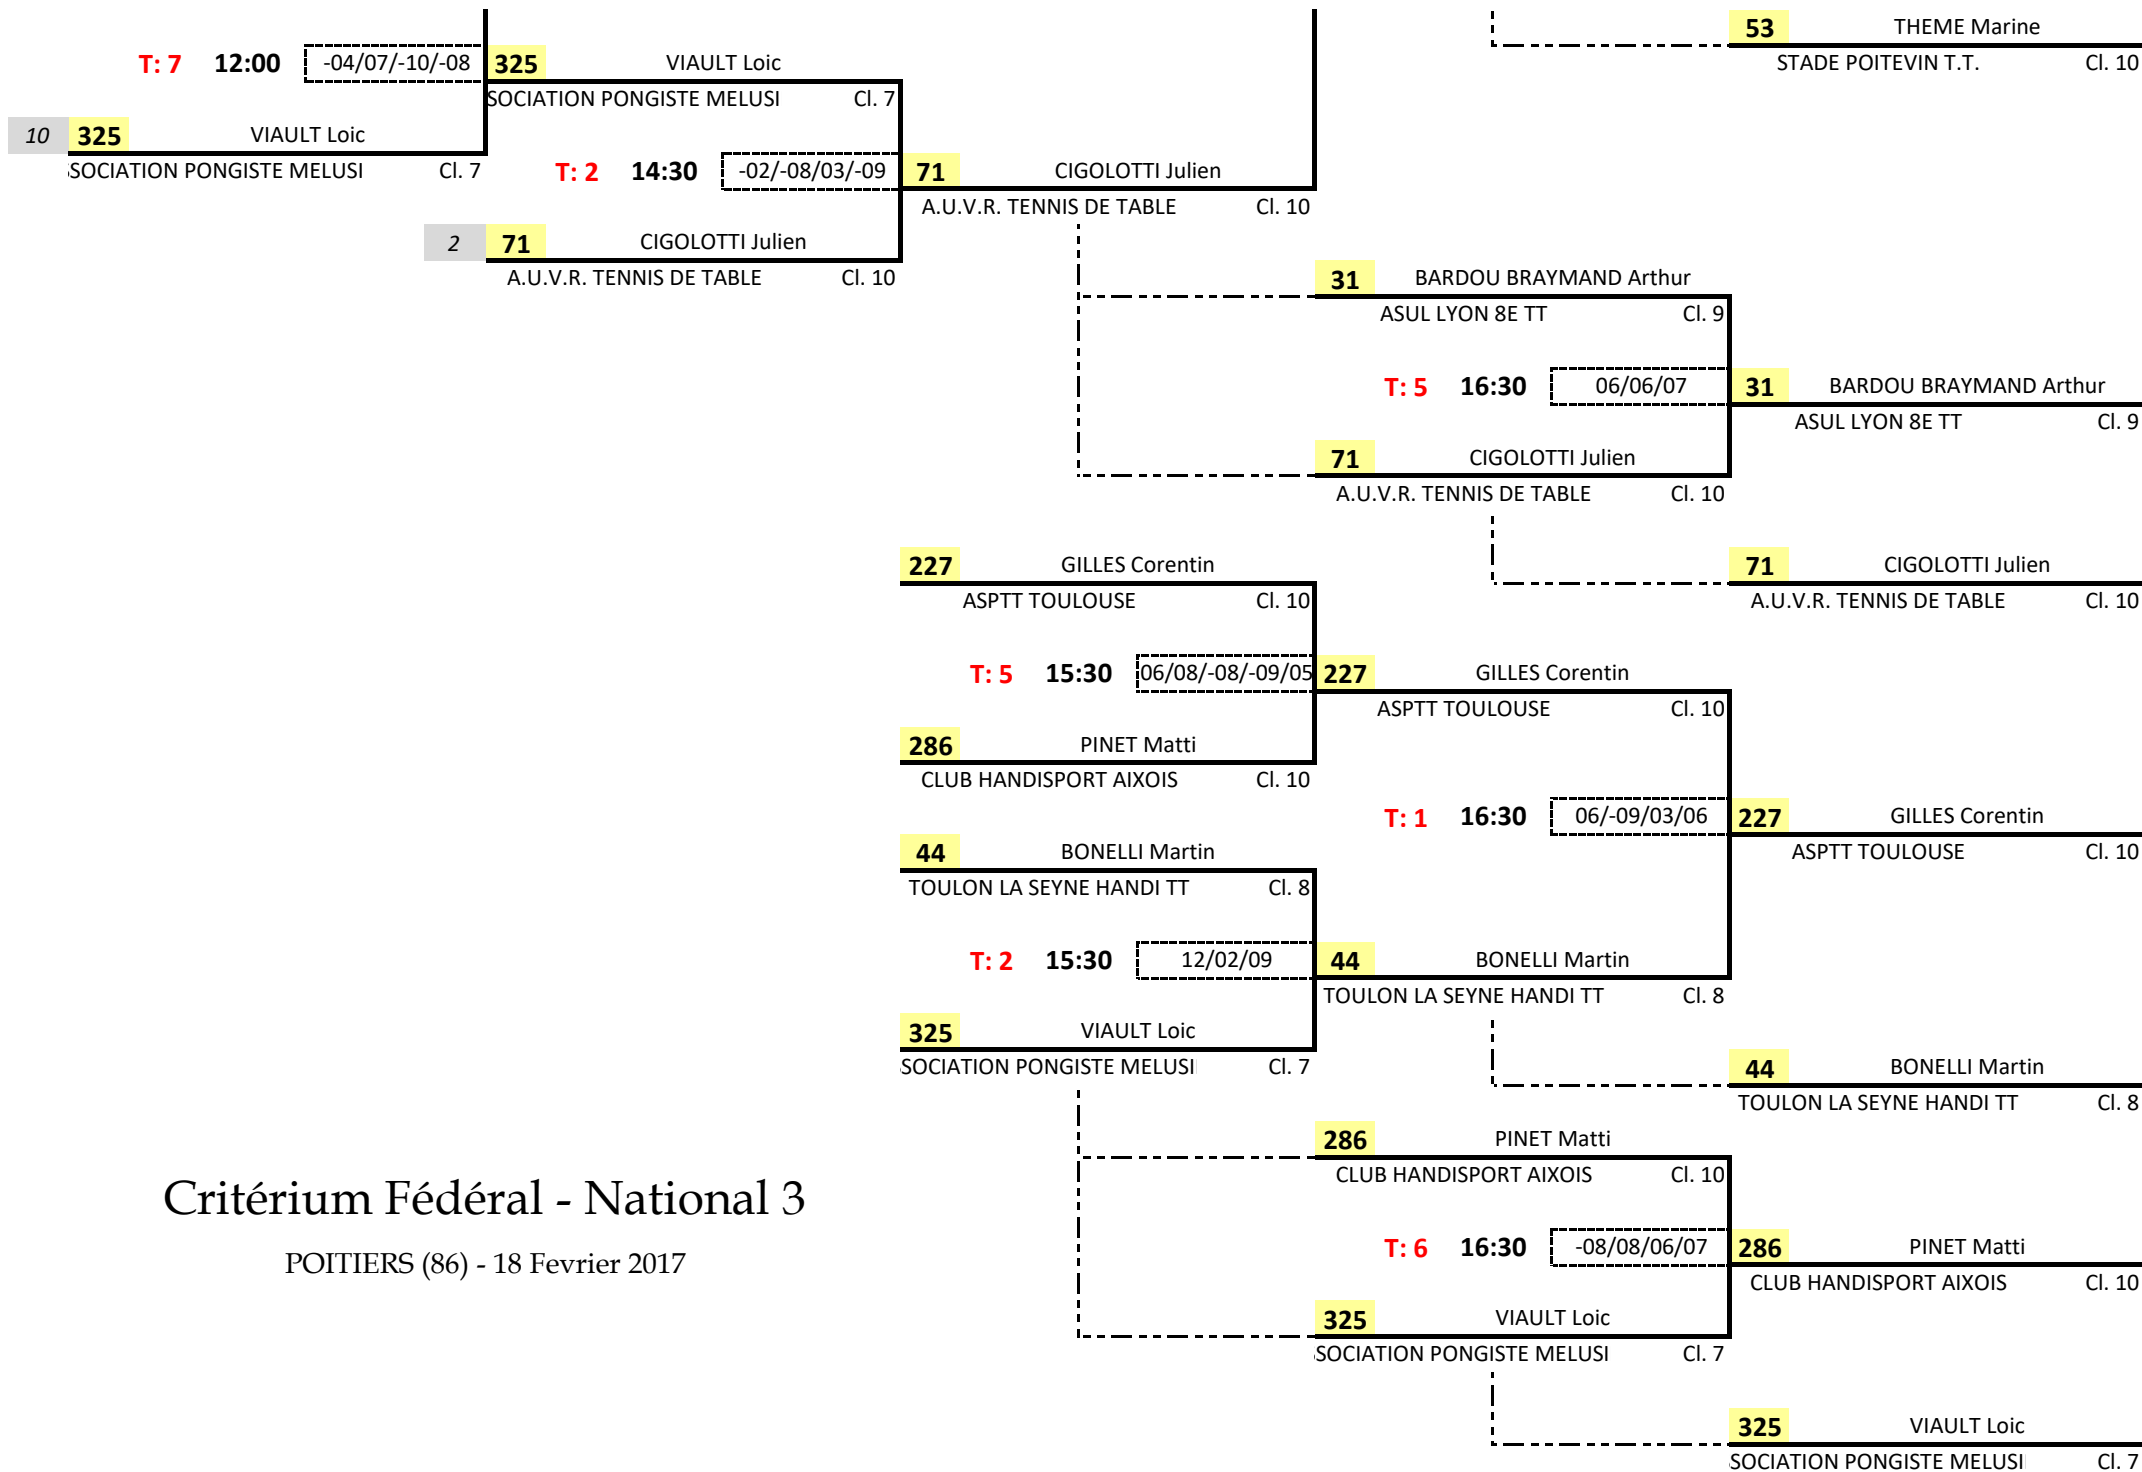 53 THEME Marine
T: 7 12:00 -04/07/-10/-08 325 VIAULT Loic
STADE POITEVIN T.T. Cl. 10
SOCIATION PONGISTE MELUSI Cl. 7
10 325 VIAULT Loic
SOCIATION PONGISTE MELUSI Cl. 7
T: 2 14:30 -02/-08/03/-09 71 CIGOLOTTI Julien
A.U.V.R. TENNIS DE TABLE Cl. 10
2 71 CIGOLOTTI Julien
A.U.V.R. TENNIS DE TABLE Cl. 10
31 BARDOU BRAYMAND Arthur
ASUL LYON 8E TT Cl. 9
T: 5 16:30 06/06/07 31 BARDOU BRAYMAND Arthur
ASUL LYON 8E TT Cl. 9
71 CIGOLOTTI Julien
A.U.V.R. TENNIS DE TABLE Cl. 10
227 GILLES Corentin
71 CIGOLOTTI Julien
ASPTT TOULOUSE Cl. 10
A.U.V.R. TENNIS DE TABLE Cl. 10
T: 5 15:30 06/08/-08/-09/05 227 GILLES Corentin
ASPTT TOULOUSE Cl. 10
286 PINET Matti
CLUB HANDISPORT AIXOIS Cl. 10
T: 1 16:30 06/-09/03/06 227 GILLES Corentin
44 BONELLI Martin
ASPTT TOULOUSE Cl. 10
TOULON LA SEYNE HANDI TT Cl. 8
T: 2 15:30 12/02/09 44 BONELLI Martin
TOULON LA SEYNE HANDI TT Cl. 8
325 VIAULT Loic
SOCIATION PONGISTE MELUSI Cl. 7
44 BONELLI Martin
TOULON LA SEYNE HANDI TT Cl. 8
286 PINET Matti
CLUB HANDISPORT AIXOIS Cl. 10
Critérium Fédéral - National 3
POITIERS (86) - 18 Fevrier 2017
T: 6 16:30 -08/08/06/07 286 PINET Matti
CLUB HANDISPORT AIXOIS Cl. 10
325 VIAULT Loic
SOCIATION PONGISTE MELUSI Cl. 7
325 VIAULT Loic
SOCIATION PONGISTE MELUSI Cl. 7